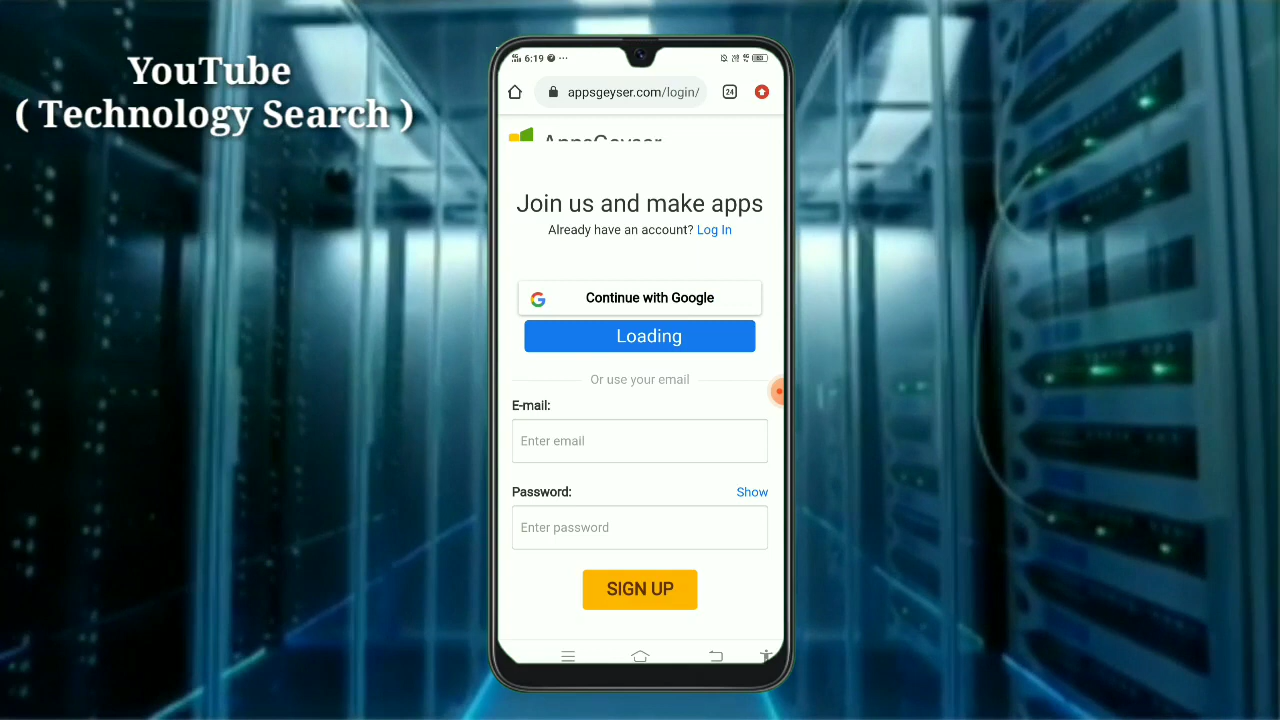 YouTube
( Technology Search )
6:19
appsgeyser.com/login/
24
AppsGeyser
Join us and make apps
Already have an account? Log In
Continue with Google
Loading
Or use your email
E-mail:
Enter email
Password: Show
Enter password
SIGN UP